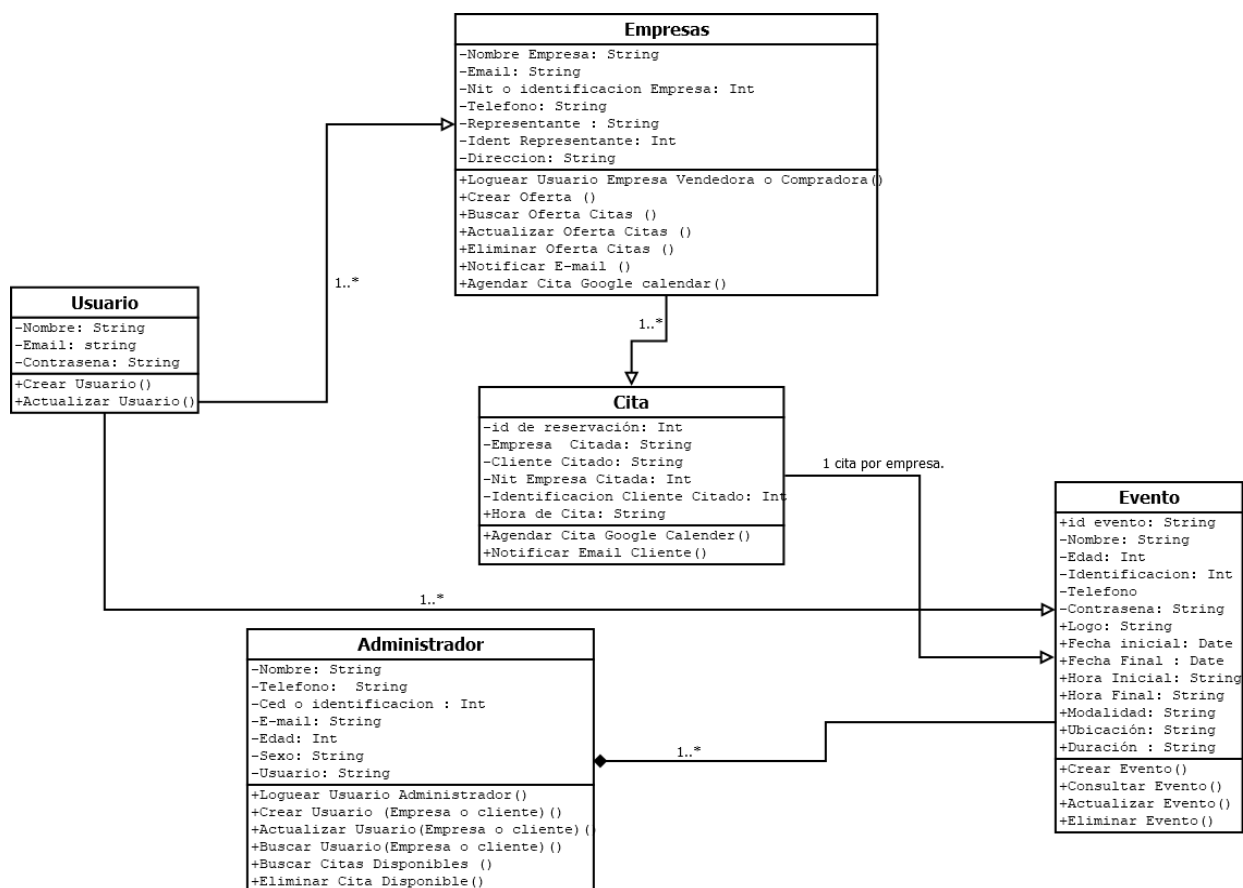 Empresas
-Nombre Empresa: String
-Email: String
-Nit o identificacion Empresa: Int
-Telefono: String
-Representante : String
-Ident Representante: Int
-Direccion: String
+Loguear Usuario Empresa Vendedora o Compradora()
+Crear Oferta ()
+Buscar Oferta Citas ()
+Actualizar Oferta Citas ()
+Eliminar Oferta Citas ()
+Notificar E-mail ()
+Agendar Cita Google calendar()
1..*
Usuario
-Nombre: String
-Email: string
-Contrasena: String
+Crear Usuario()
+Actualizar Usuario()
1..*
Cita
-id de reservación: Int
-Empresa  Citada: String
-Cliente Citado: String
-Nit Empresa Citada: Int
-Identificacion Cliente Citado: Int
+Hora de Cita: String
+Agendar Cita Google Calender()
+Notificar Email Cliente()
1 cita por empresa.
Evento
+id evento: String
-Nombre: String
-Edad: Int
-Identificacion: Int
-Telefono
-Contrasena: String
+Logo: String
+Fecha inicial: Date
+Fecha Final : Date
+Hora Inicial: String
+Hora Final: String
+Modalidad: String
+Ubicación: String
+Duración : String
+Crear Evento()
+Consultar Evento()
+Actualizar Evento()
+Eliminar Evento()
1..*
Administrador
-Nombre: String
-Telefono:  String
-Ced o identificacion : Int
-E-mail: String
-Edad: Int
-Sexo: String
-Usuario: String
+Loguear Usuario Administrador()
+Crear Usuario (Empresa o cliente)()
+Actualizar Usuario(Empresa o cliente)()
+Buscar Usuario(Empresa o cliente)()
+Buscar Citas Disponibles ()
+Eliminar Cita Disponible()
1..*